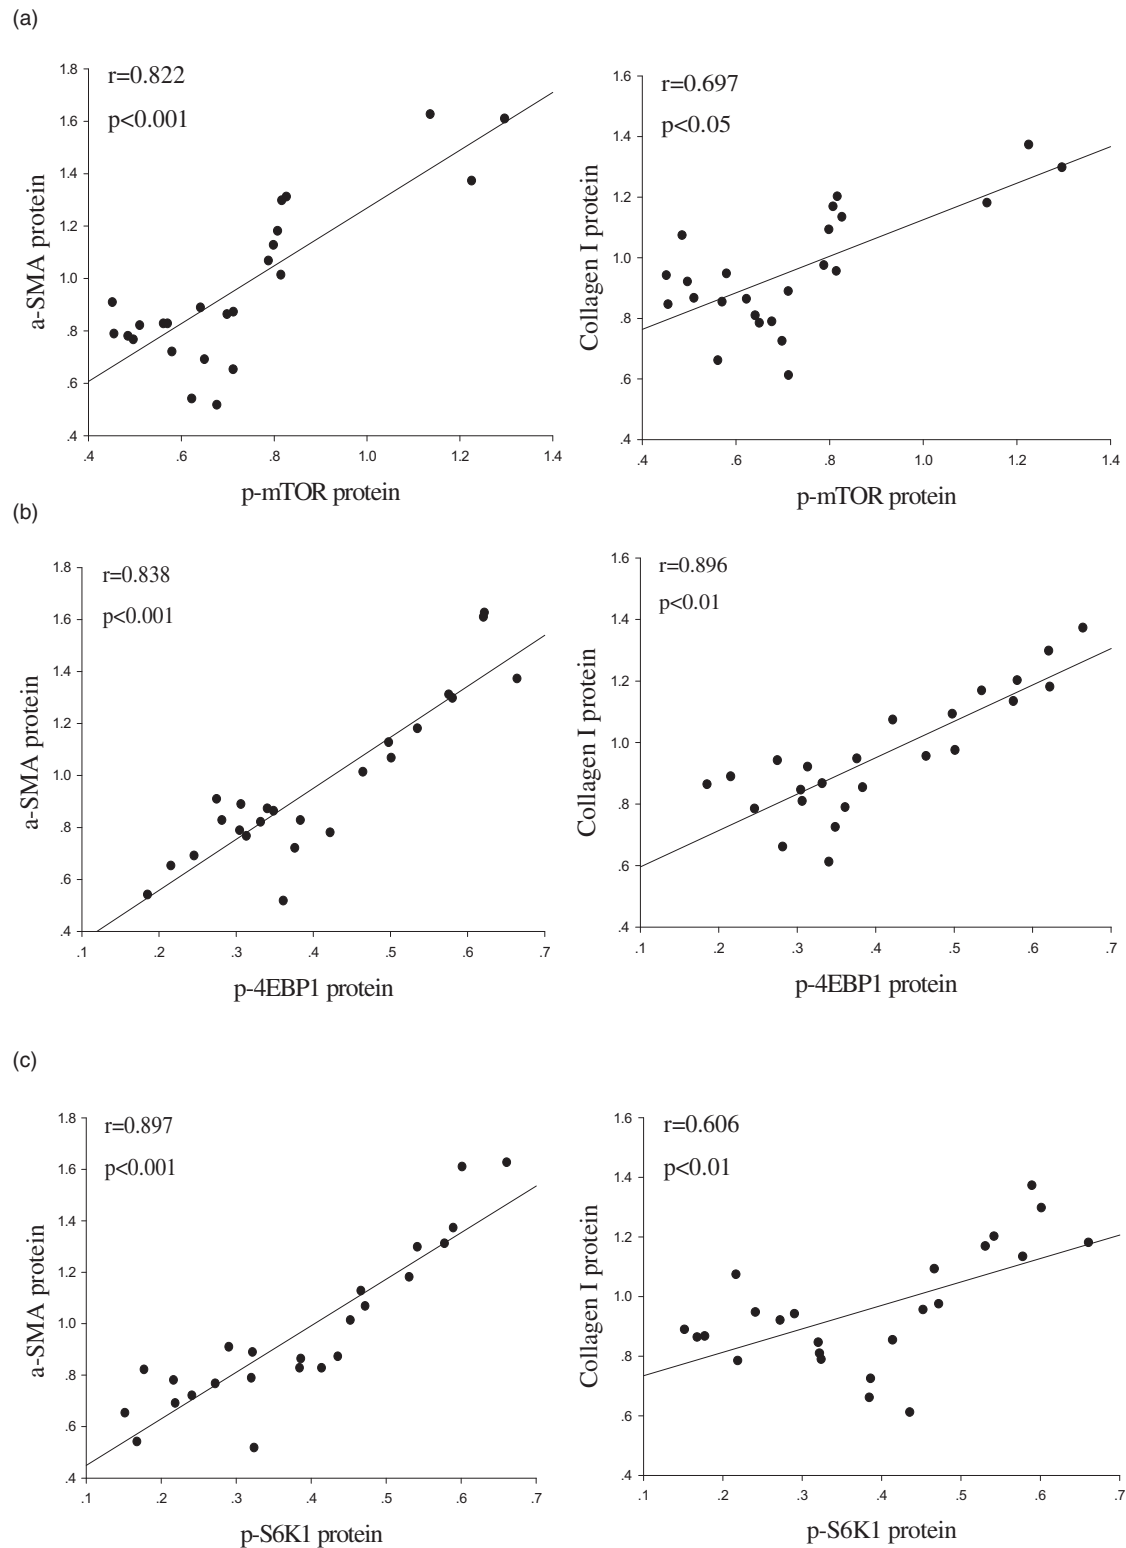 (a)
r=0.822
p<0.001
a-SMA protein
1.8
1.6
1.4
1.2
1.0
.8
.6
.4
.4 .6 .8 1.0 1.2 1.4
p-mTOR protein
r=0.697
p<0.05
Collagen I protein
1.6
1.4
1.2
1.0
.8
.6
.4
.4 .6 .8 1.0 1.2 1.4
p-mTOR protein
(b)
r=0.838
p<0.001
a-SMA protein
1.8
1.6
1.4
1.2
1.0
.8
.6
.4
.1 .2 .3 .4 .5 .6 .7
p-4EBP1 protein
r=0.896
p<0.01
Collagen I protein
1.6
1.4
1.2
1.0
.8
.6
.4
.1 .2 .3 .4 .5 .6 .7
p-4EBP1 protein
(c)
r=0.897
p<0.001
a-SMA protein
1.8
1.6
1.4
1.2
1.0
.8
.6
.4
.1 .2 .3 .4 .5 .6 .7
p-S6K1 protein
r=0.606
p<0.01
Collagen I protein
1.6
1.4
1.2
1.0
.8
.6
.4
.1 .2 .3 .4 .5 .6 .7
p-S6K1 protein